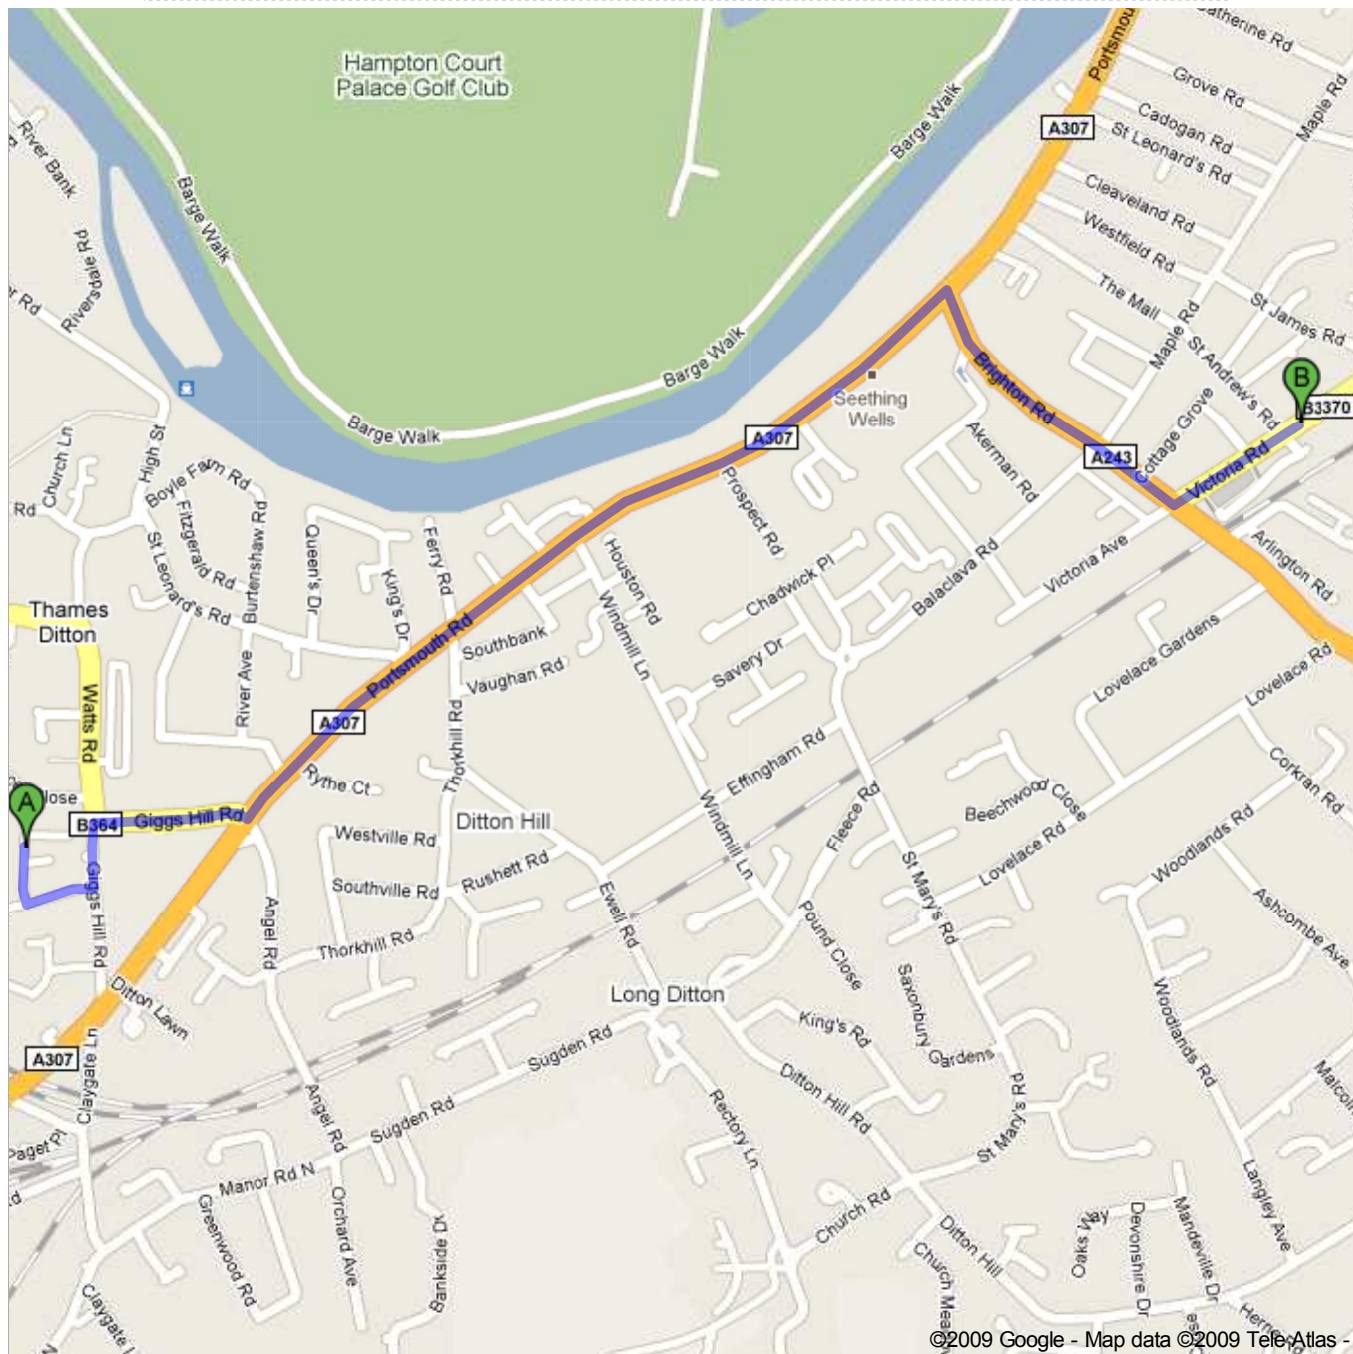 Hampton Court
Palace Golf Club
Portsmou
Catherine Rd
Grove Rd
Cadogan Rd
St Leonard's Rd
Maple Rd
A307
Cleaveland Rd
Westfield Rd
The Mall
St James Rd
St Andrew's Rd
Maple Rd
River Bank
Barge Walk
Barge Walk
Riversdale Rd
er Rd
Barge Walk
Barge Walk
Seething
Wells
Brighton Rd
B
B3370
A307
A243
Cottage Grove
Victoria Rd
Akerman Rd
Prospect Rd
Church Ln
High St
Boyle Farm Rd
Rd
Fitzgerald Rd
St Leonard's Rd
Burtenshaw Rd
Queen's Dr
King's Dr
Ferry Rd
Houston Rd
Windmill Ln
Chadwick Pl
Balaclava Rd
Victoria Ave
Arlington Rd
Thames
Ditton
Southbank
Portsmouth Rd
Vaughan Rd
Savery Dr
Lovelace Gardens
Lovelace Rd
Watts Rd
River Ave
A307
Thorkhill Rd
Rythe Ct
Effingham Rd
Corkran Rd
A
lose
B364
Giggs Hill Rd
Westville Rd
Ditton Hill
Windmill Ln
Fleece Rd
Beechwood Close
Woodlands Rd
Southville Rd
Rushett Rd
Lovelace Rd
St Mary's Rd
Giggs Hill Rd
Angel Rd
Thorkhill Rd
Ewell Rd
Pound Close
Ashcombe Ave
Ditton Lawn
Long Ditton
Saxonbury
Gardens
Woodlands Rd
A307
Claygate Ln
Sugden Rd
King's Rd
Ditton Hill Rd
Malcolm
Paget Pl
Angel Rd
Sugden Rd
Rectory Ln
St Mary's Rd
Manor Rd N
Greenwood Rd
Orchard Ave
Bankside Dr
Church Rd
Ditton Hill
Church Mea
Oaks Way
Devonshire Dr
Mandeville Dr
Langley Ave
Claygate L
Herne
©2009 Google - Map data ©2009 Tele Atlas -